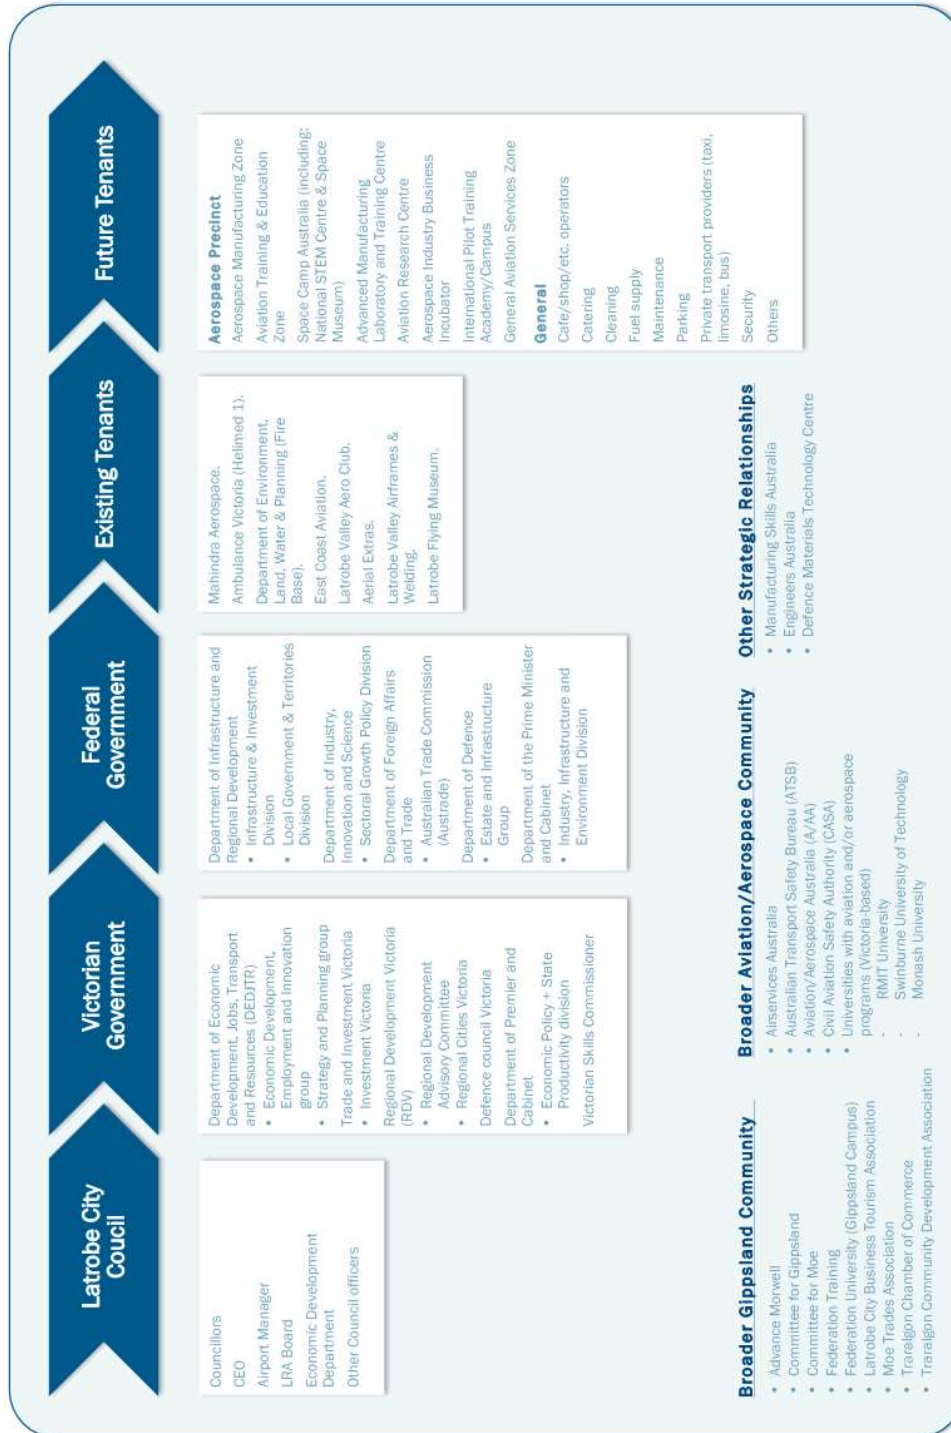 Latrobe City
Coucil
Victorian
Government
Federal
Government
Existing Tenants
Future Tenants
Councillors
CEO
Airport Manager
LRA Board
Economic Development
Department
Other Council officers
Department of Economic
Development, Jobs, Transport
and Resources (DEDJTR)
• Economic Development,
Employment and Innovation
group
• Strategy and Planning group
Trade and Investment Victoria
• Investment Victoria
Regional Development Victoria
(RDV)
• Regional Development
Advisory Committee
• Regional Cities Victoria
Defence council Victoria
Department of Premier and
Cabinet
• Economic Policy + State
Productivity division
Victorian Skills Commissioner
Department of Infrastructure and
Regional Development
• Infrastructure & Investment
Division
• Local Government & Territories
Division
Department of Industry,
Innovation and Science
• Sectoral Growth Policy Division
Department of Foreign Affairs
and Trade
• Australian Trade Commission
(Austrade)
Department of Defence
• Estate and Infrastructure
Group
Department of the Prime Minister
and Cabinet
• Industry, Infrastructure and
Environment Division
Mahindra Aerospace.
Ambulance Victoria (Helimed 1).
Department of Environment,
Land, Water & Planning (Fire
Base).
East Coast Aviation.
Latrobe Valley Aero Club.
Aerial Extras.
Latrobe Valley Airframes &
Welding.
Latrobe Flying Museum.
Aerospace Precinct
Aerospace Manufacturing Zone
Aviation Training & Education
Zone
Space Camp Australia (including:
National STEM Centre & Space
Museum)
Advanced Manufacturing
Laboratory and Training Centre
Aviation Research Centre
Aerospace Industry Business
Incubator
International Pilot Training
Academy/Campus
General Aviation Services Zone
General
Cafe/shop/etc. operators
Catering
Cleaning
Fuel supply
Maintenance
Parking
Private transport providers (taxi,
limosine, bus)
Security
Others
Broader Gippsland Community
• Advance Morwell
• Committee for Gippsland
• Committee for Moe
• Federation Training
• Federation University (Gippsland Campus)
• Latrobe City Business Tourism Association
• Moe Trades Association
• Traralgon Chamber of Commerce
• Traralgon Community Development Association
Broader Aviation/Aerospace Community
• Airservices Australia
• Australian Transport Safety Bureau (ATSB)
• Aviation/Aerospace Australia (A/AA)
• Civil Aviation Safety Authority (CASA)
• Universities with aviation and/or aerospace
programs (Victoria-based)
- RMIT University
- Swinburne University of Technology
- Monash University
Other Strategic Relationships
• Manufacturing Skills Australia
• Engineers Australia
• Defence Materials Technology Centre